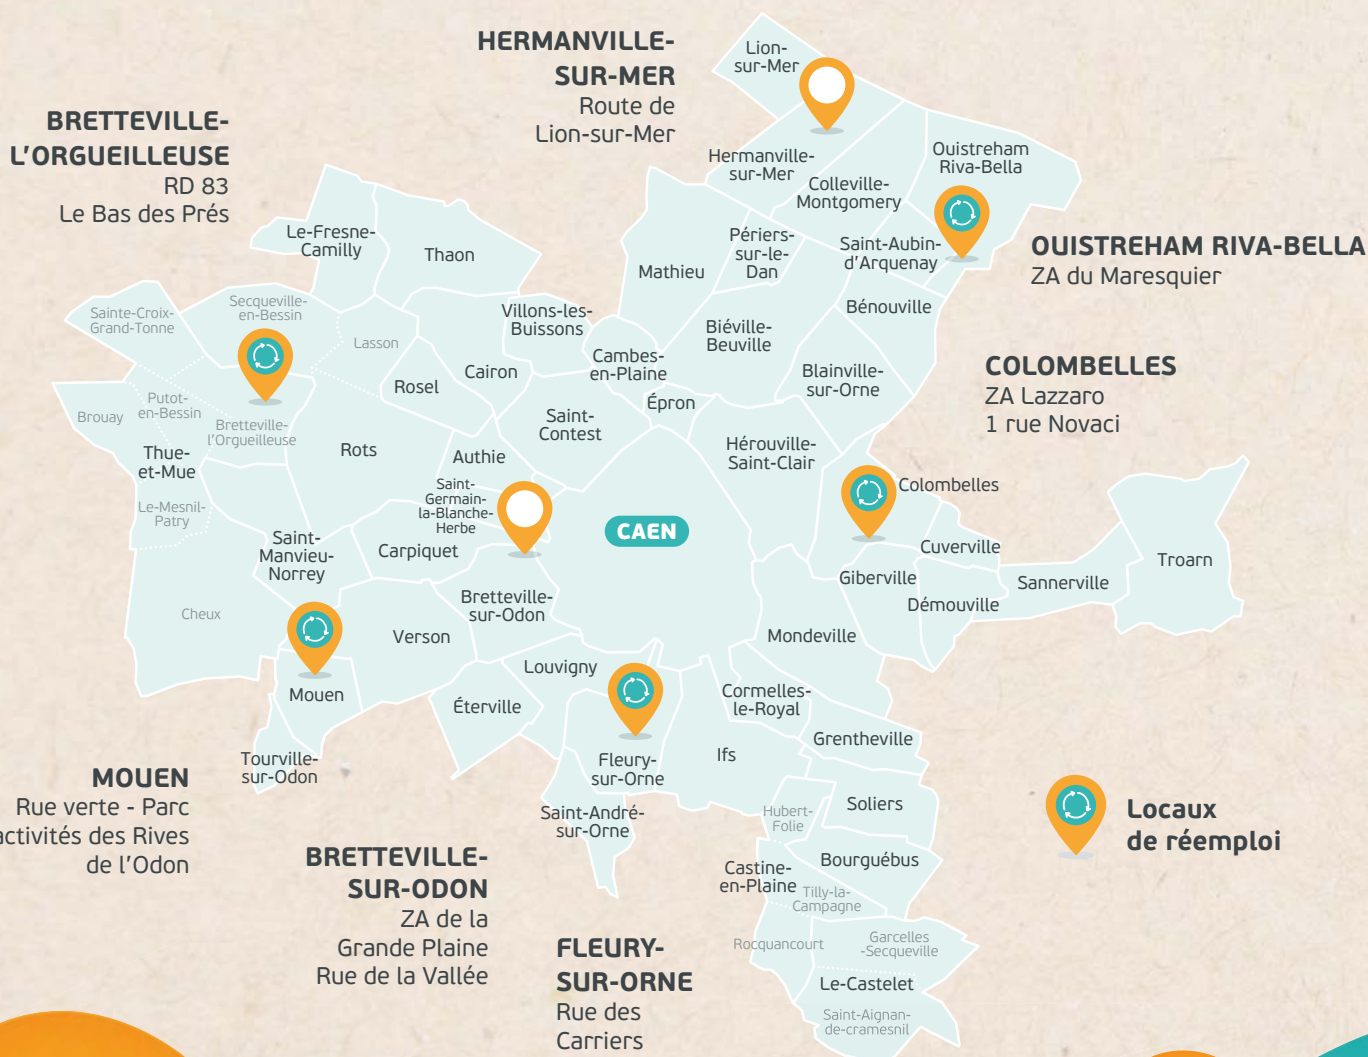 HERMANVILLE-
SUR-MER
Route de
Lion-sur-Mer
BRETTEVILLE-
L'ORGUEILLEUSE
RD 83
Le Bas des Prés
OUISTREHAM RIVA-BELLA
ZA du Maresquier
COLOMBELLES
ZA Lazzaro
1 rue Novaci
Lion-
sur-Mer
Hermanville-
sur-Mer
Colleville-
Montgomery
Ouistreham
Riva-Bella
Le-Fresne-
Camilly
Thaon
Mathieu
Périers-
sur-le-
Dan
Saint-Aubin-
d'Arquenay
Bénouville
Sainte-Croix-
Grand-Tonne
Secqueville-
en-Bessin
Lasson
Villons-les-
Buissons
Cambes-
en-Plaine
Biéville-
Beuville
Blainville-
sur-Orne
Rosel
Cairon
Épron
Brouay
Putot-
en-Bessin
Bretteville-
l'Orgueilleuse
Thue-
et-Mue
Rots
Authie
Saint-
Contest
Hérouville-
Saint-Clair
Le-Mesnil-
Patry
Saint-
Germain-
la-Blanche-
Herbe
CAEN
Colombelles
Saint-
Manvieu-
Norrey
Carpiquet
Cuverville
Giberville
Démouville
Sannerville
Troarn
Cheux
Bretteville-
sur-Odon
Verson
Mondeville
Mouen
Louvigny
Éterville
Cormelles-
le-Royal
Tourville-
sur-Odon
Fleury-
sur-Orne
Ifs
Grentheville
Saint-André-
sur-Orne
Hubert-
Folie
Soliers
Castine-
en-Plaine
Bourguébus
Tilly-la-
Campagne
Rocquancourt
Garcelles
-Secqueville
Le-Castelet
Saint-Aignan-
de-cramesnil
MOUEN
Rue verte - Parc
activités des Rives
de l'Odon
BRETTEVILLE-
SUR-ODON
ZA de la
Grande Plaine
Rue de la Vallée
FLEURY-
SUR-ORNE
Rue des
Carriers
Locaux
de réemploi